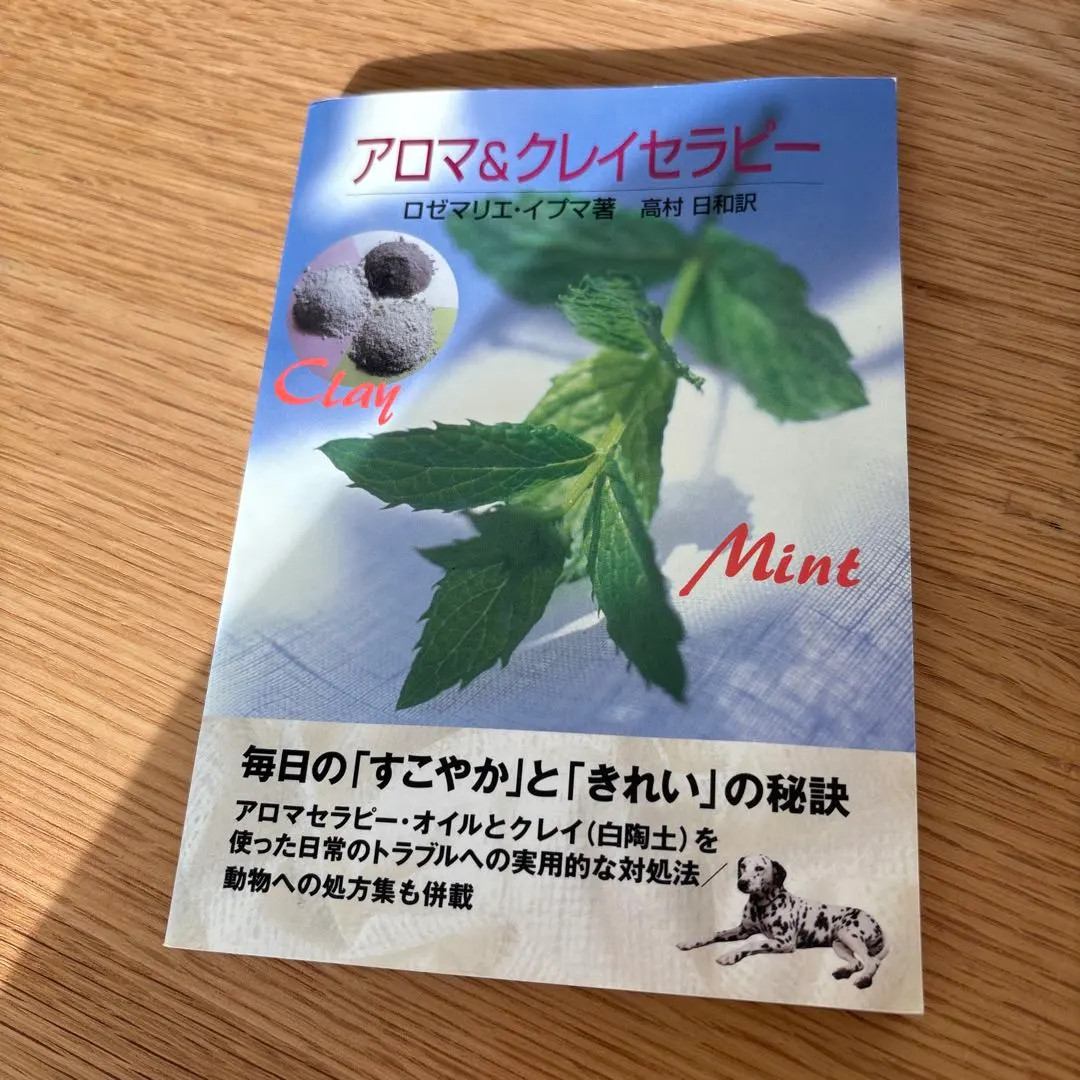 アロマ&クレイセラピー
ロゼマリエ・イプマ著 高村 日和訳
Clay
Mint
毎日の「すこやか」と「きれい」の秘訣
アロマセラピー・オイルとクレイ(白陶土)を
使った日常のトラブルへの実用的な対処法／
動物への処方集も併載